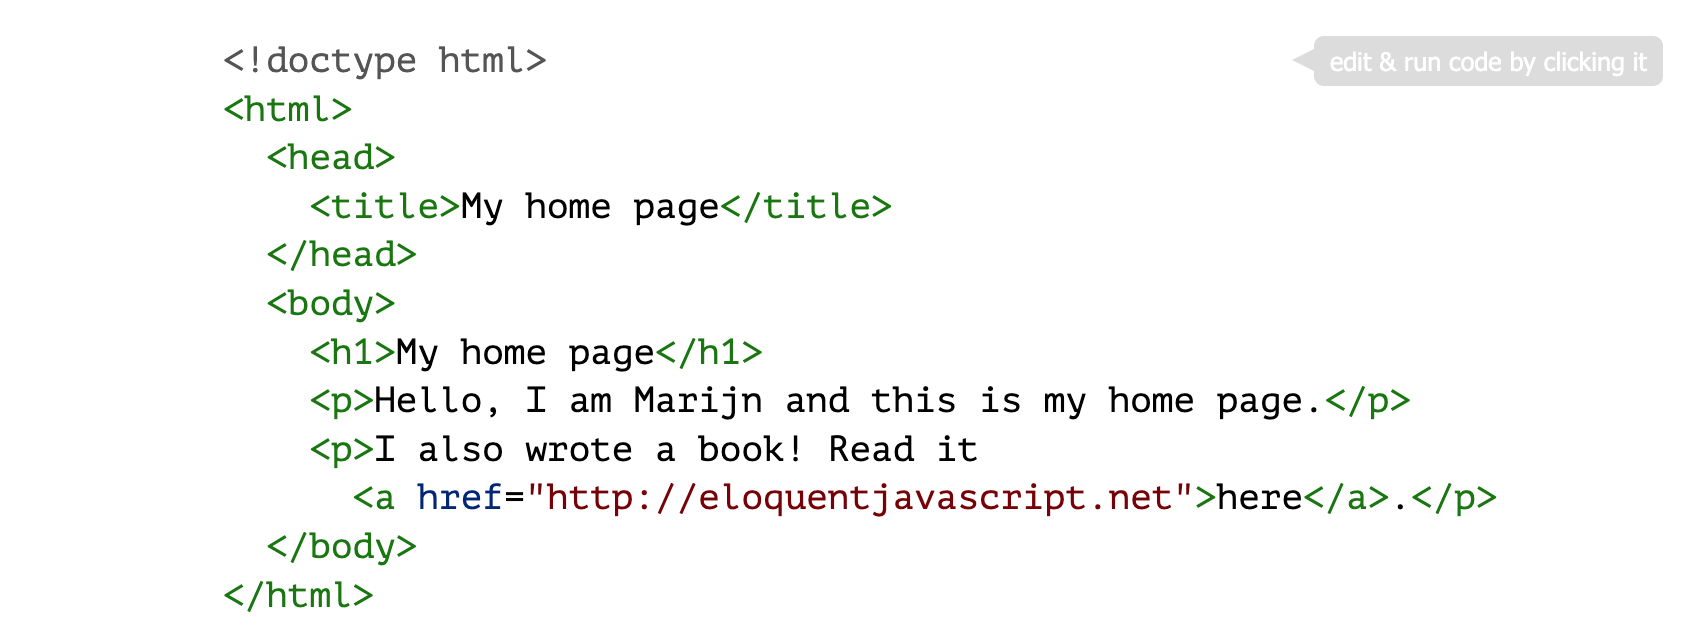 <!doctype html>
edit & run code by clicking it
<html>
  <head>
    <title>My home page</title>
  </head>
  <body>
    <h1>My home page</h1>
    <p>Hello, I am Marijn and this is my home page.</p>
    <p>I also wrote a book! Read it
      <a href="http://eloquentjavascript.net">here</a>.</p>
  </body>
</html>